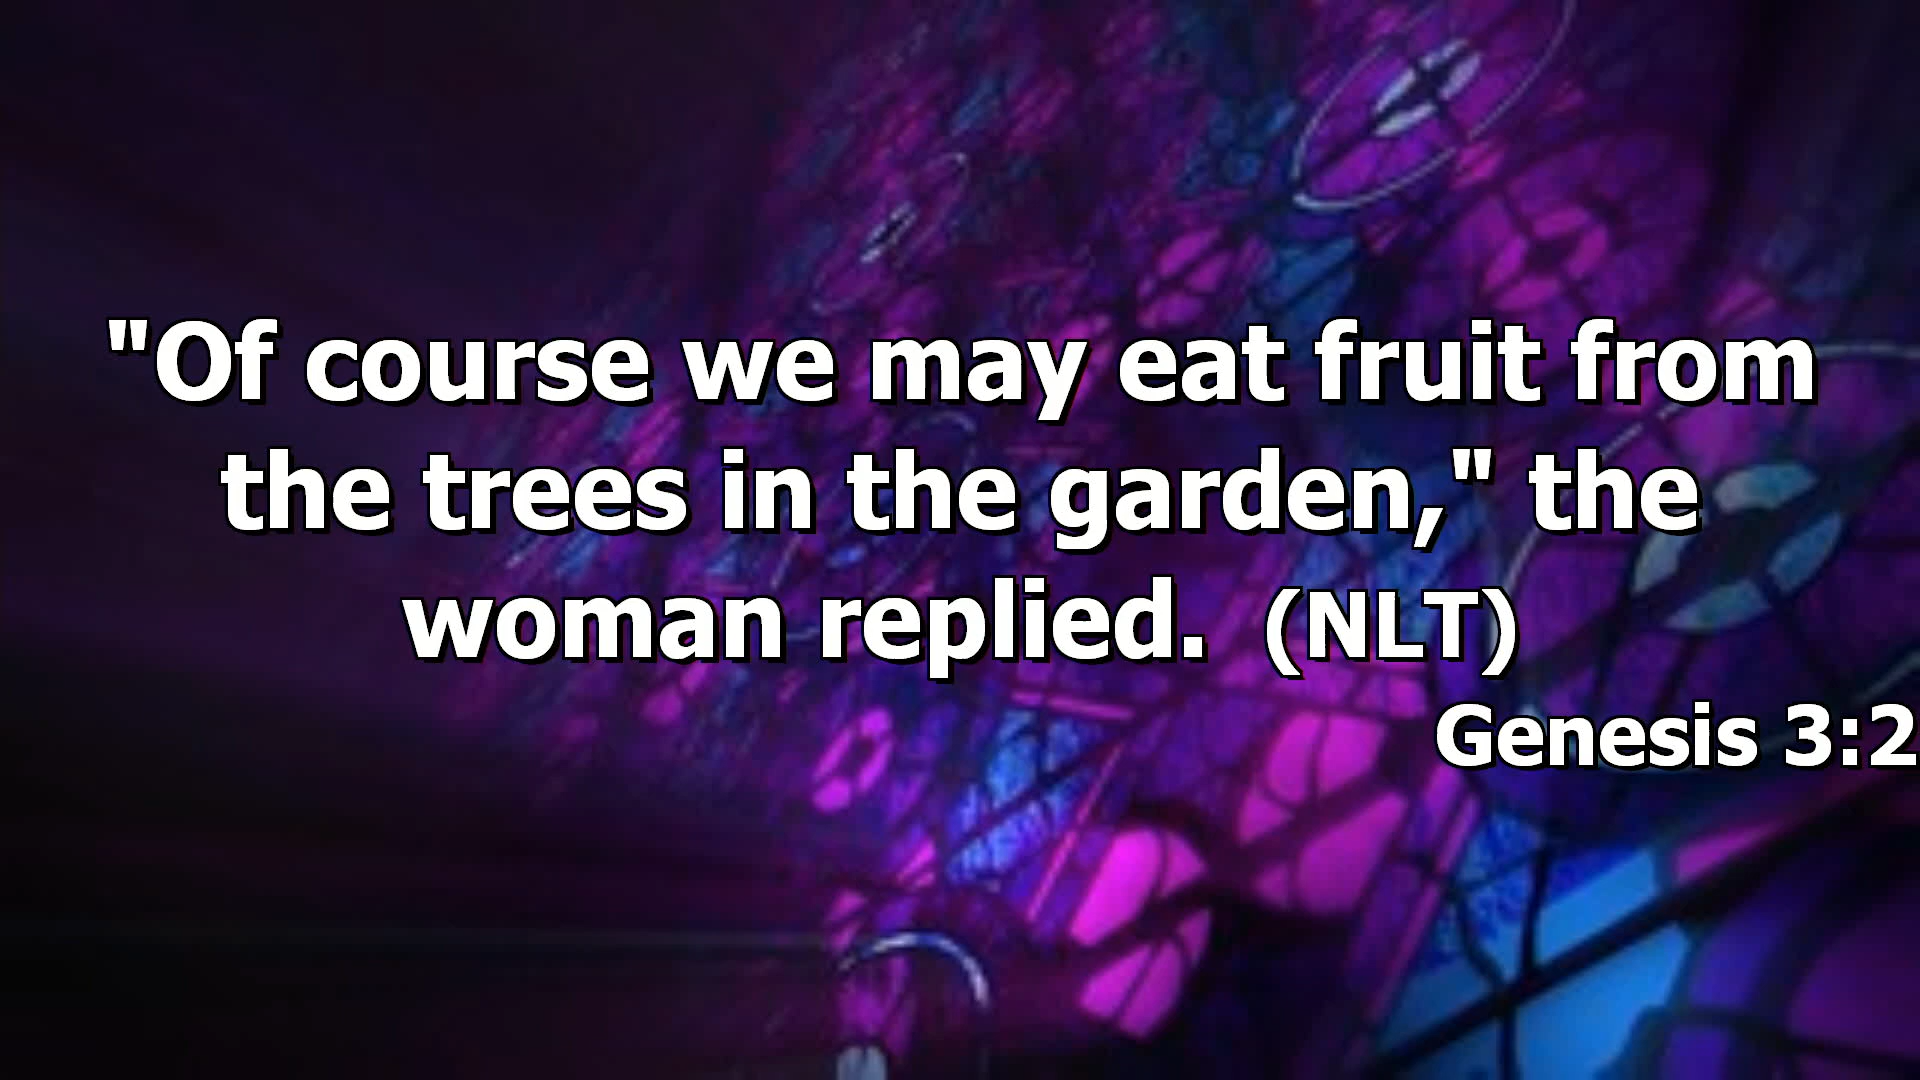 "Of course we may eat fruit from
the trees in the garden," the
woman replied.  (NLT)
Genesis 3:2